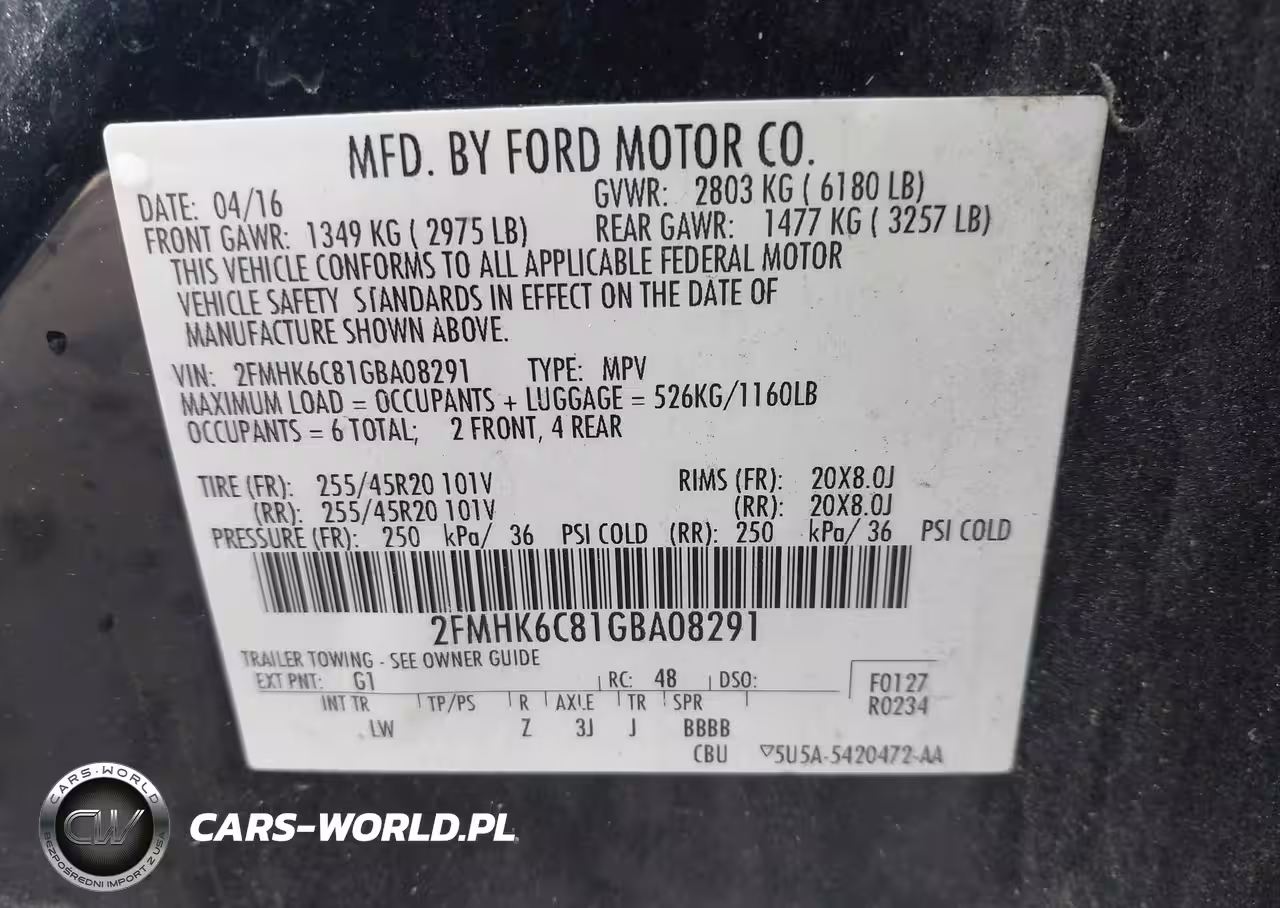 MFD. BY FORD MOTOR CO.
DATE: 04/16 GVWR: 2803 KG ( 6180 LB)
FRONT GAWR: 1349 KG ( 2975 LB) REAR GAWR: 1477 KG ( 3257 LB)
THIS VEHICLE CONFORMS TO ALL APPLICABLE FEDERAL MOTOR
VEHICLE SAFETY STANDARDS IN EFFECT ON THE DATE OF
MANUFACTURE SHOWN ABOVE.
VIN: 2FMHK6C81GBA08291 TYPE: MPV
MAXIMUM LOAD = OCCUPANTS + LUGGAGE = 526KG/1160LB
OCCUPANTS = 6 TOTAL; 2 FRONT, 4 REAR
TIRE (FR): 255/45R20 101V RIMS (FR): 20X8.0J
(RR): 255/45R20 101V (RR): 20X8.0J
PRESSURE (FR): 250 kPa/ 36 PSI COLD (RR): 250 kPa/ 36 PSI COLD
2FMHK6C81GBA08291
TRAILER TOWING - SEE OWNER GUIDE
EXT PNT: G1 RC: 48 DSO: F0127
INT TR TP/PS R AXLE TR SPR R0234
LW Z 3J J BBBB
CBU ▽5U5A-5420472-AA
CARS-WORLD
CW
BEZPOŚREDNI IMPORT Z USA
CARS-WORLD.PL